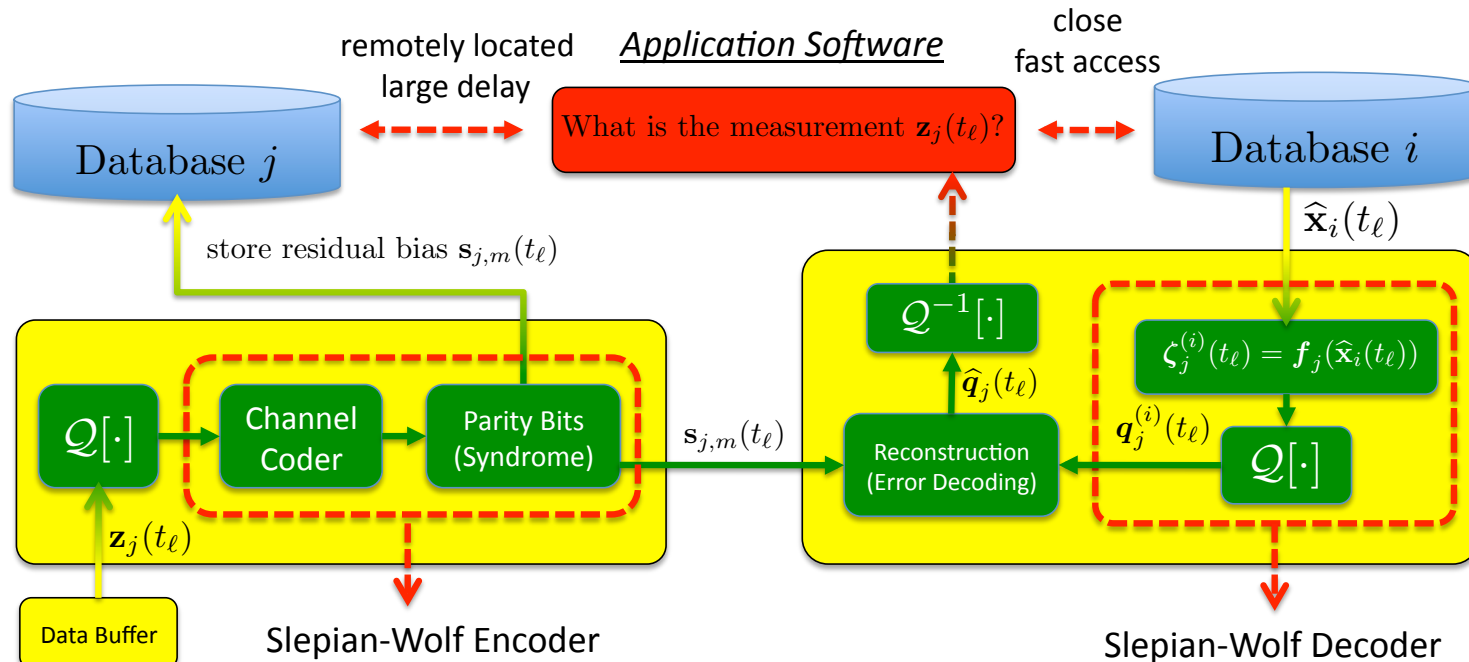 Application Software
remotely located
large delay
close
fast access
Database j
What is the measurement 𝐳ⱼ(t_ℓ)?
Database i
x̂ᵢ(t_ℓ)
store residual bias s_{j,m}(t_ℓ)
𝒬⁻¹[·]
ζ_j^{(i)}(t_ℓ) = f_j(x̂_i(t_ℓ))
q̂_j(t_ℓ)
𝒬[·]
Channel
Coder
Parity Bits
(Syndrome)
s_{j,m}(t_ℓ)
Reconstruction
(Error Decoding)
q_j^{(i)}(t_ℓ)
𝒬[·]
z_j(t_ℓ)
Data Buffer
Slepian-Wolf Encoder
Slepian-Wolf Decoder